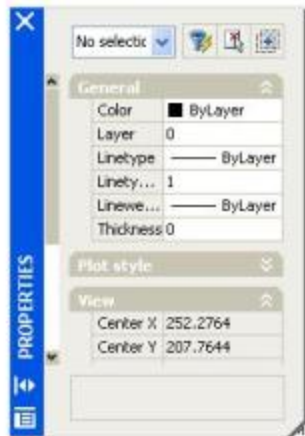 No selectic
General
Color ByLayer
Layer 0
Linetype ByLayer
Linety... 1
Linewe... ByLayer
Thickness 0
Plot style
View
Center X 252.2764
Center Y 207.7644
PROPERTIES